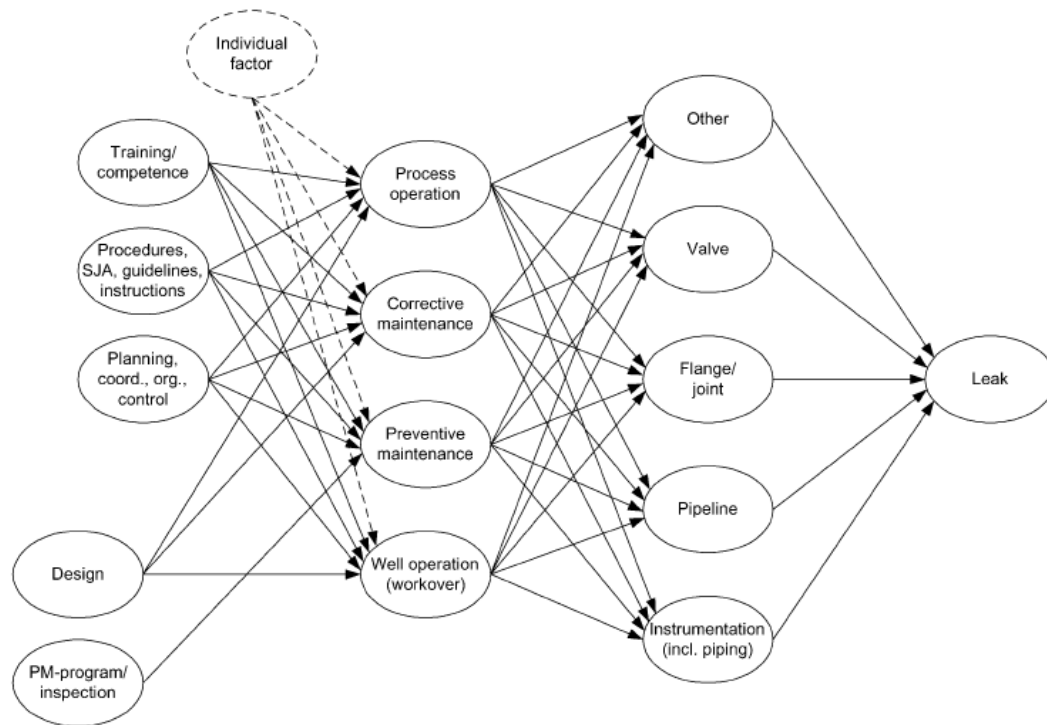 Individual
factor
Training/
competence
Procedures,
SJA, guidelines,
instructions
Planning,
coord., org.,
control
Design
PM-program/
inspection
Process
operation
Corrective
maintenance
Preventive
maintenance
Well operation
(workover)
Other
Valve
Flange/
joint
Pipeline
Instrumentation
(incl. piping)
Leak